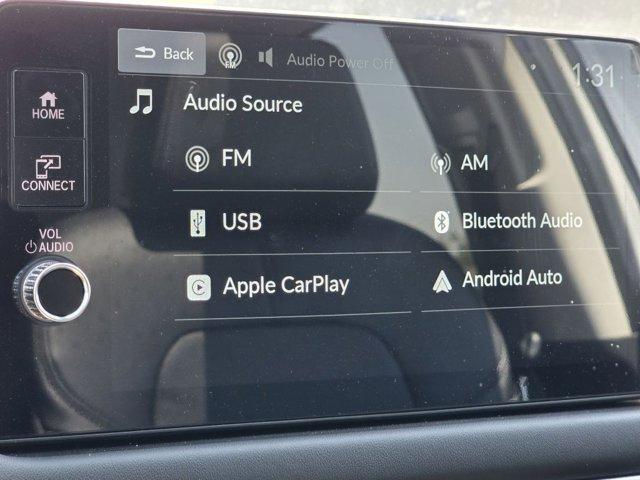 Back
FM
Audio Power Off
1:31
HOME
Audio Source
FM
AM
CONNECT
USB
Bluetooth Audio
VOL
AUDIO
Apple CarPlay
Android Auto